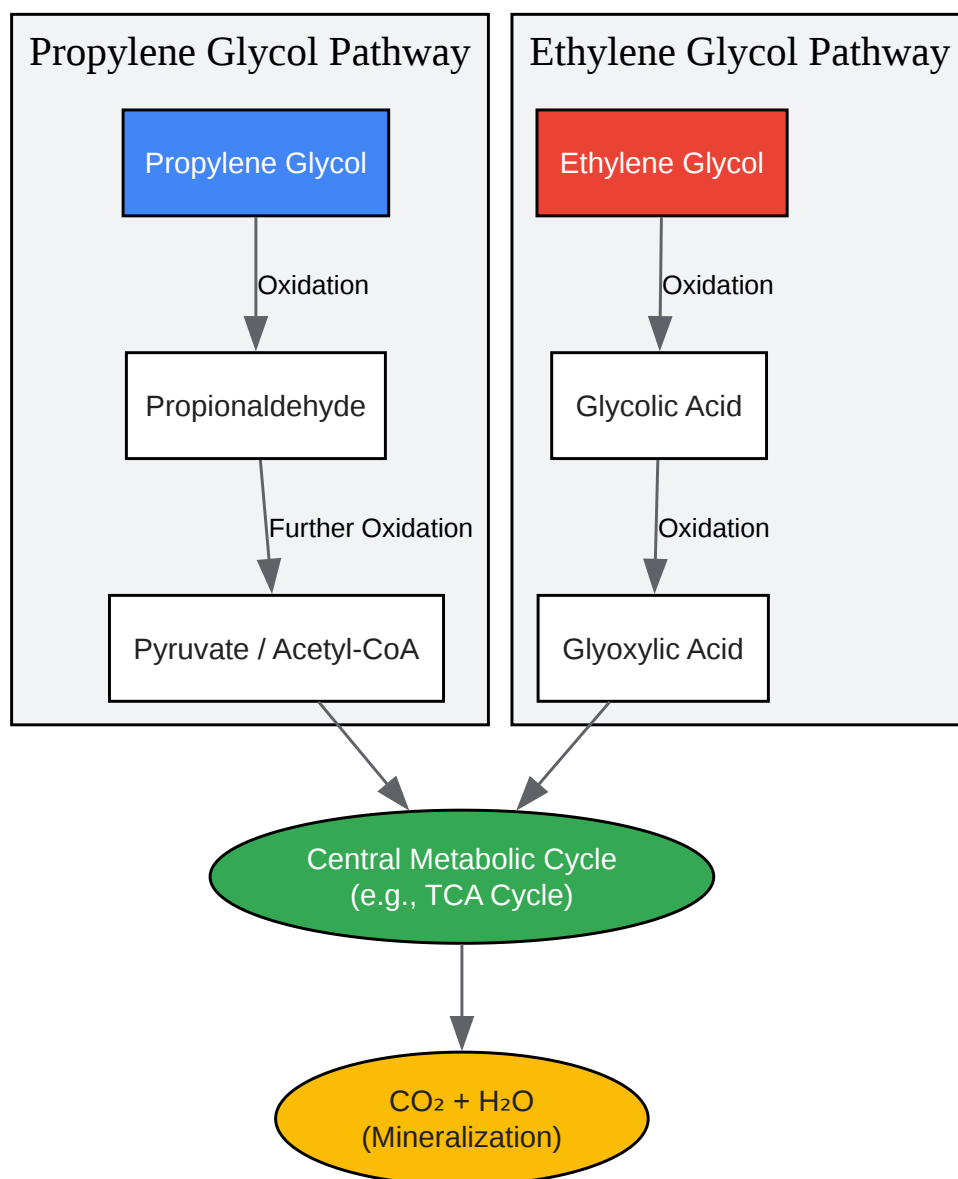 Propylene Glycol Pathway
Propylene Glycol
Oxidation
Propionaldehyde
Further Oxidation
Pyruvate / Acetyl-CoA
Ethylene Glycol Pathway
Ethylene Glycol
Oxidation
Glycolic Acid
Oxidation
Glyoxylic Acid
Central Metabolic Cycle
(e.g., TCA Cycle)
CO₂ + H₂O
(Mineralization)